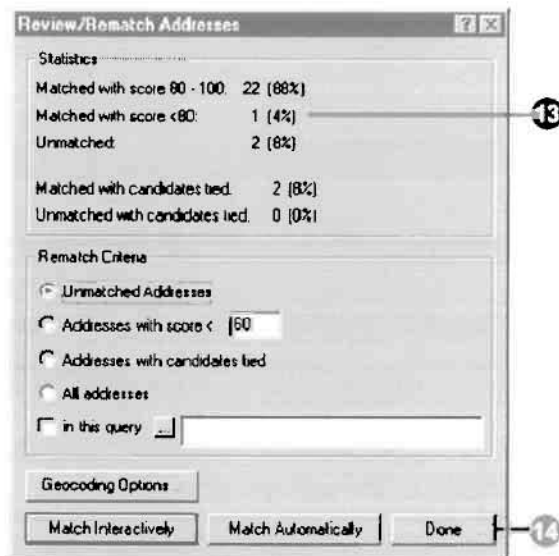 Review/Rematch Addresses
Statistics
Matched with score 80 - 100: 22 (88%)
Matched with score <80: 1 (4%)
13
Unmatched: 2 (8%)
Matched with candidates tied: 2 (8%)
Unmatched with candidates tied: 0 (0%)
Rematch Criteria
Unmatched Addresses
Addresses with score < 60
Addresses with candidates tied
All addresses
in this query ...
Geocoding Options...
Match Interactively Match Automatically Done
14